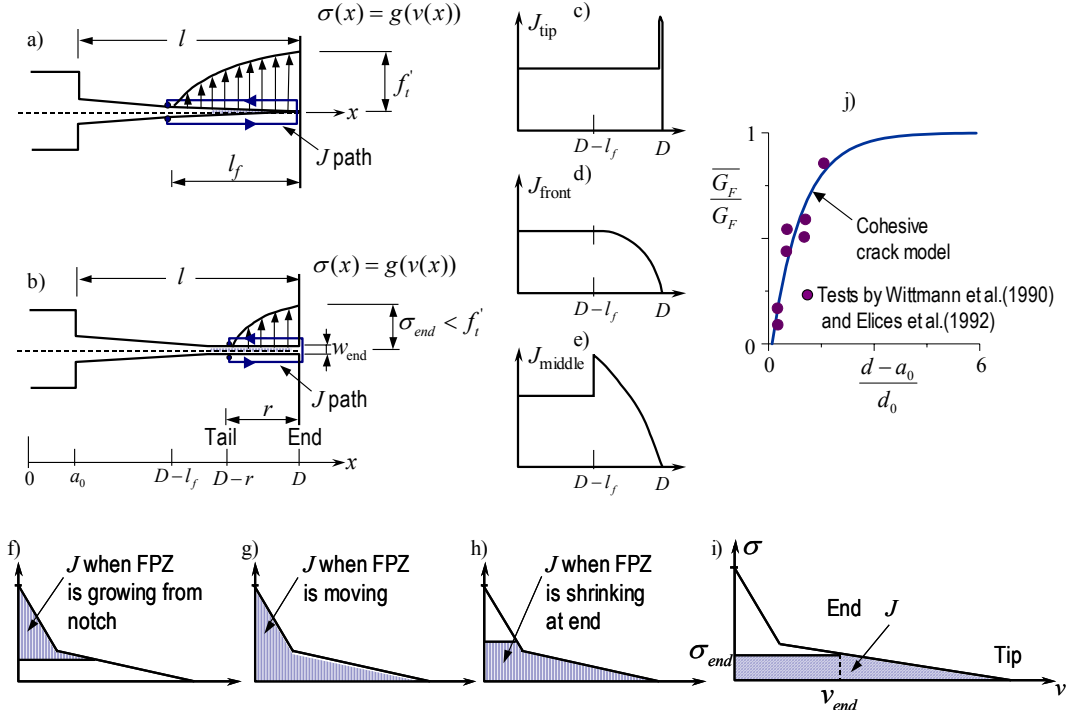 a)
σ(x) = g(v(x))
l
f't
x
J path
l_f
b)
σ(x) = g(v(x))
l
σ_end < f't
w_end
J path
r
Tail
End
0
a_0
D – l_f
D – r
D
x
c)
J_tip
D – l_f
D
d)
J_front
D – l_f
D
e)
J_middle
D – l_f
D
j)
1
G_F
G_F
Cohesive
crack model
Tests by Wittmann et al.(1990)
and Elices et al.(1992)
0
0
3
6
d – a_0
d_0
f)
J when FPZ
is growing from
notch
g)
J when FPZ
is moving
h)
J when FPZ
is shrinking
at end
i)
σ
End
J
σ_end
Tip
v_end
v